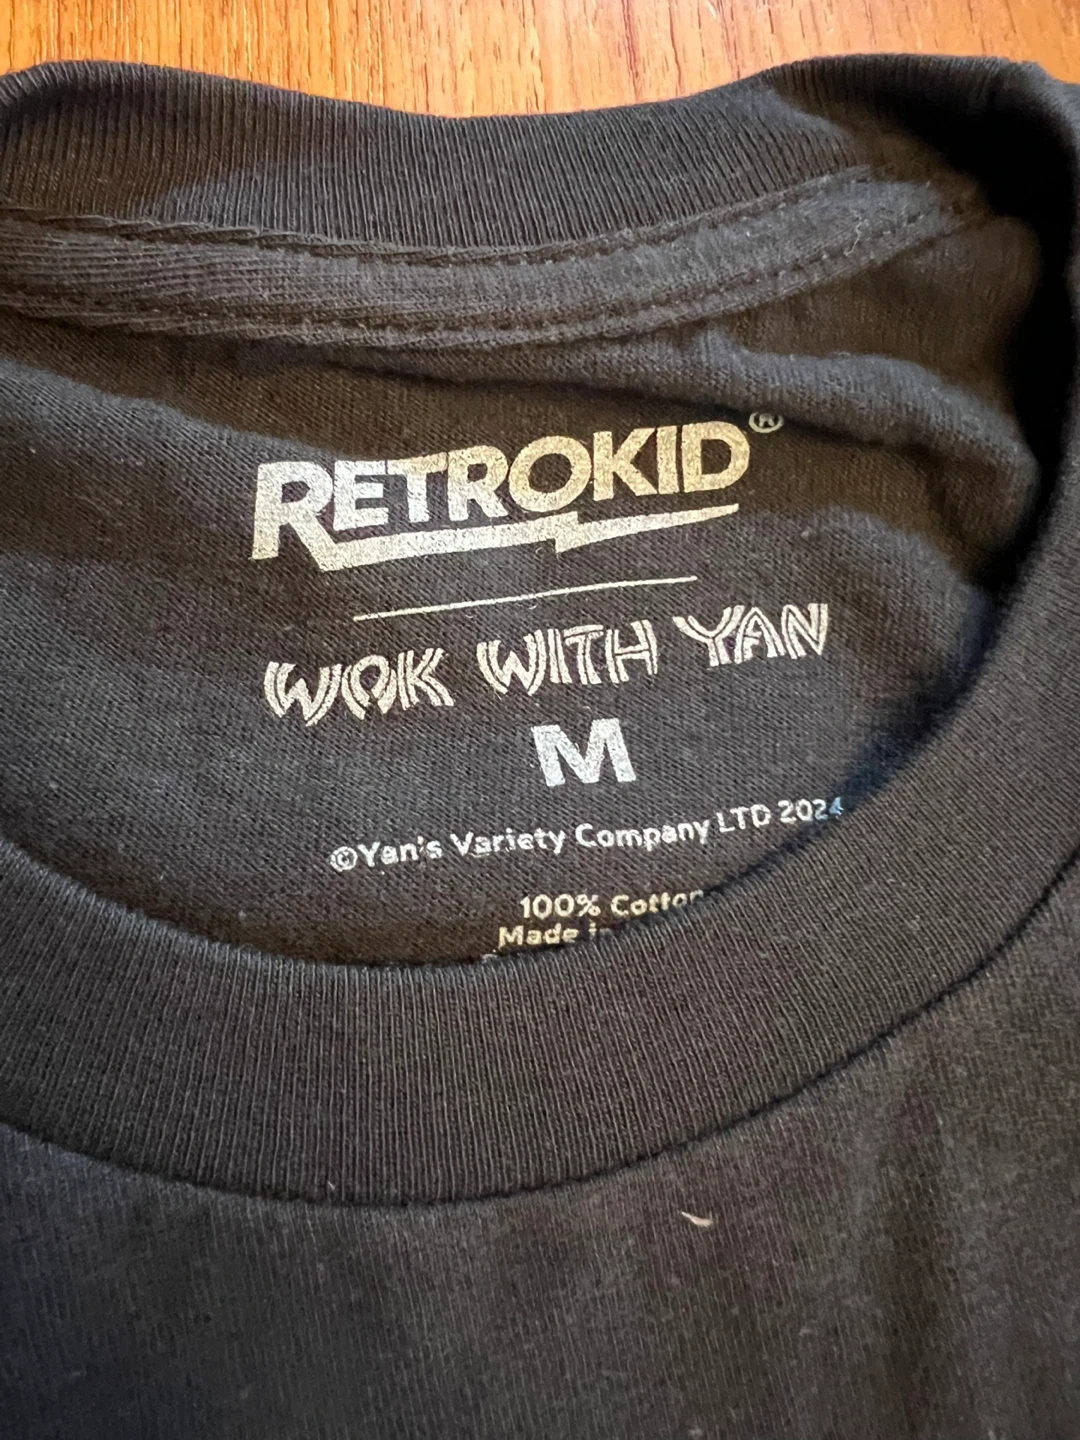 RETROKID®
WOK WITH YAN
M
©Yan's Variety Company LTD 2024
100% Cotton
Made in